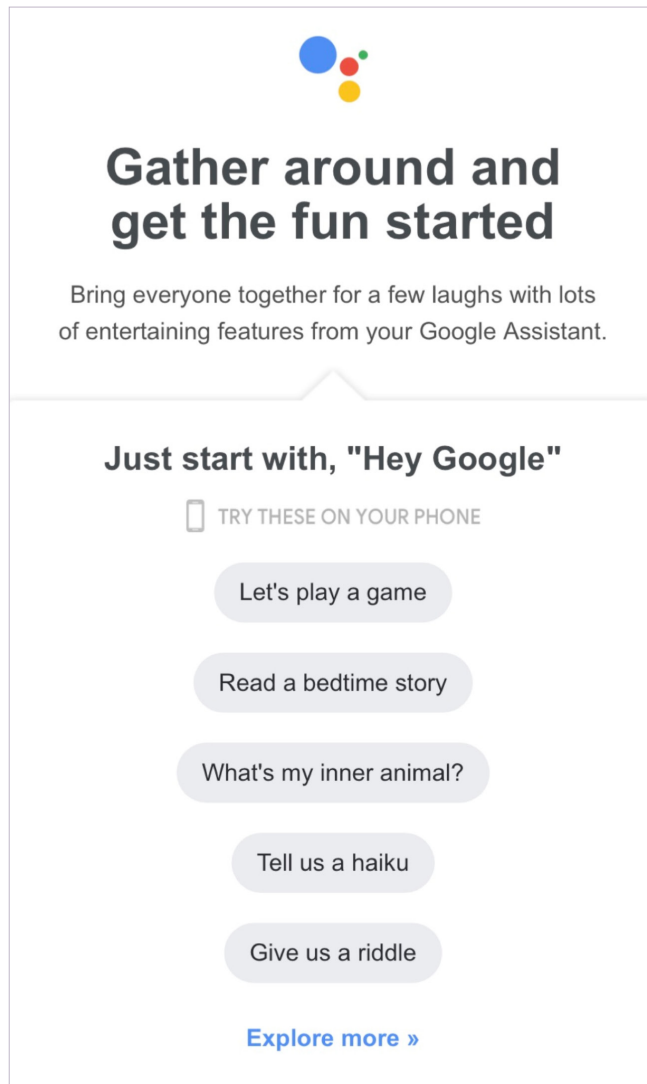 Gather around and
get the fun started
Bring everyone together for a few laughs with lots
of entertaining features from your Google Assistant.
Just start with, "Hey Google"
TRY THESE ON YOUR PHONE
Let's play a game
Read a bedtime story
What's my inner animal?
Tell us a haiku
Give us a riddle
Explore more »